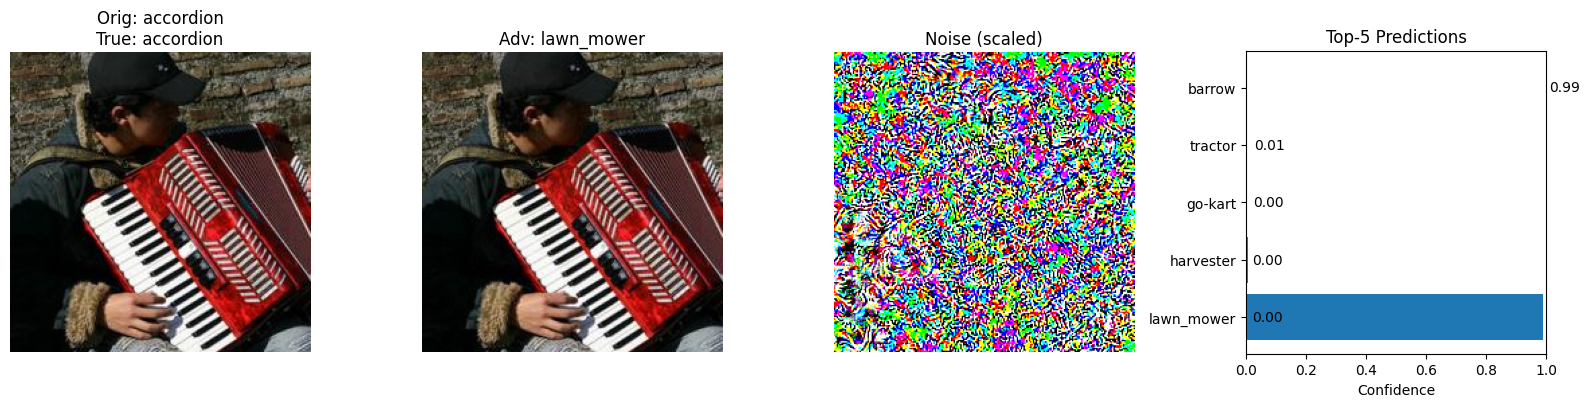 Orig: accordion
True: accordion
Adv: lawn_mower
Noise (scaled)
Top-5 Predictions
barrow
0.99
tractor
0.01
go-kart
0.00
harvester
0.00
lawn_mower
0.00
0.0 0.2 0.4 0.6 0.8 1.0
Confidence